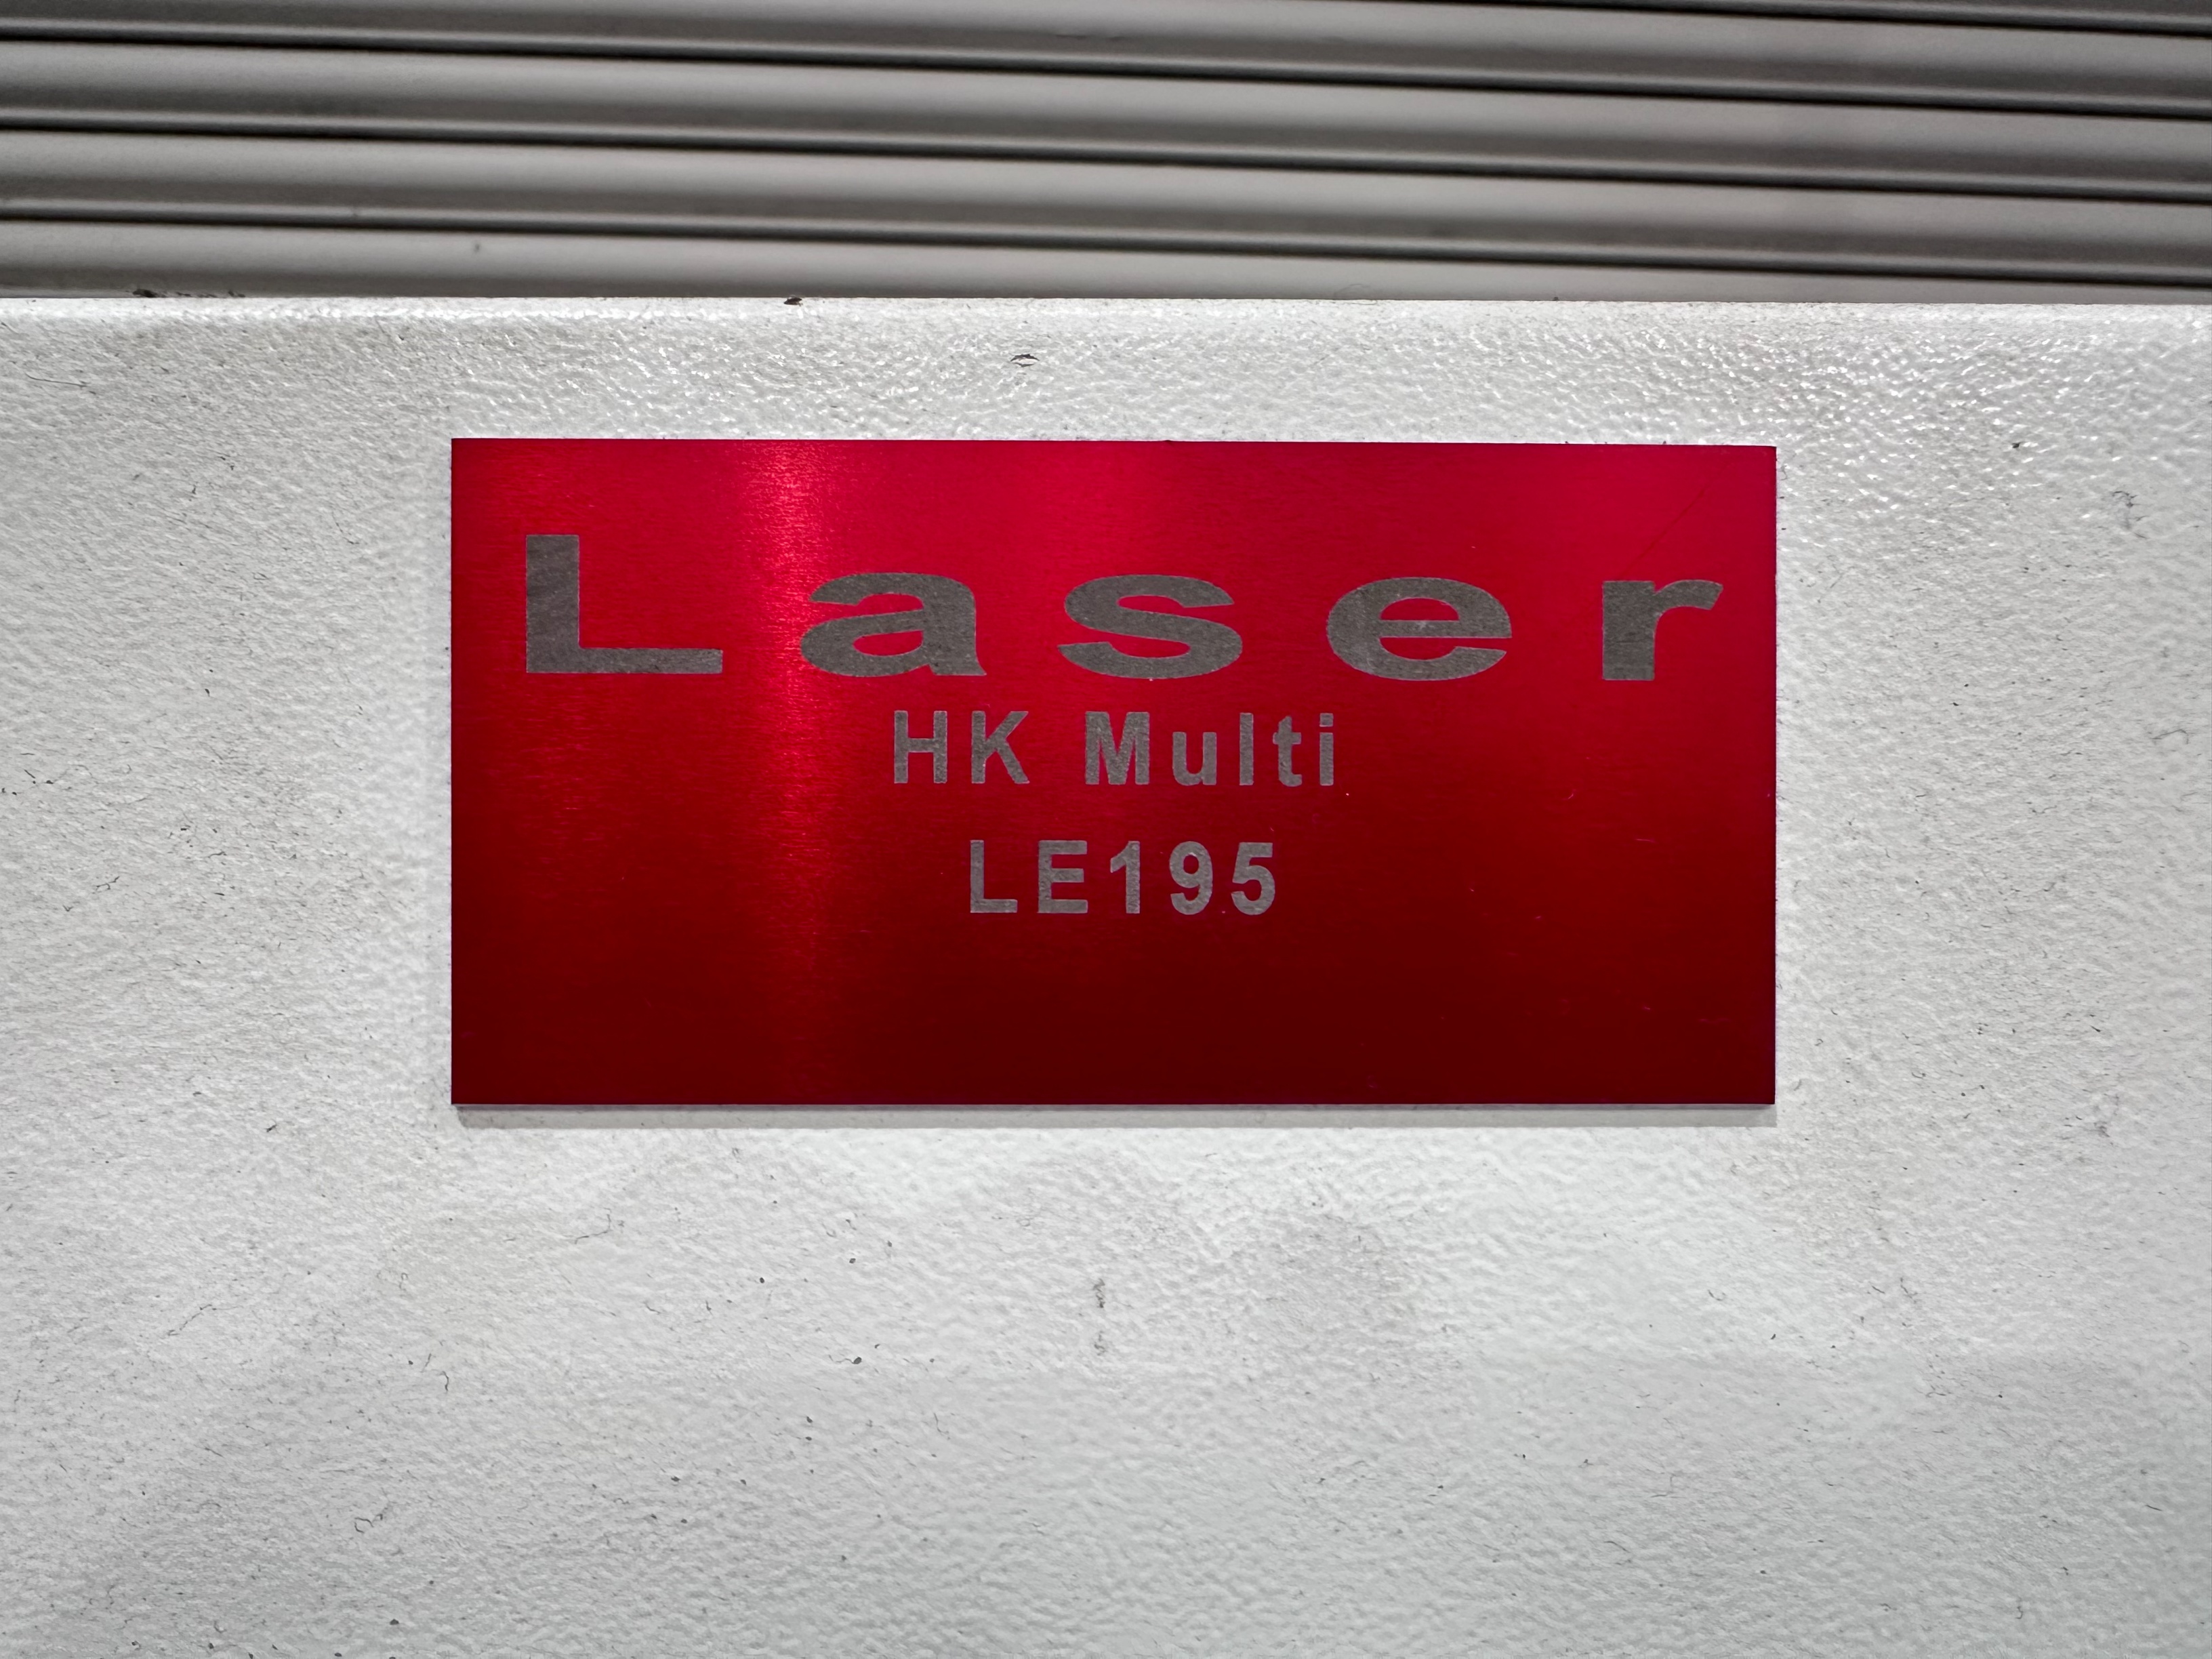 Laser
HK Multi
LE195